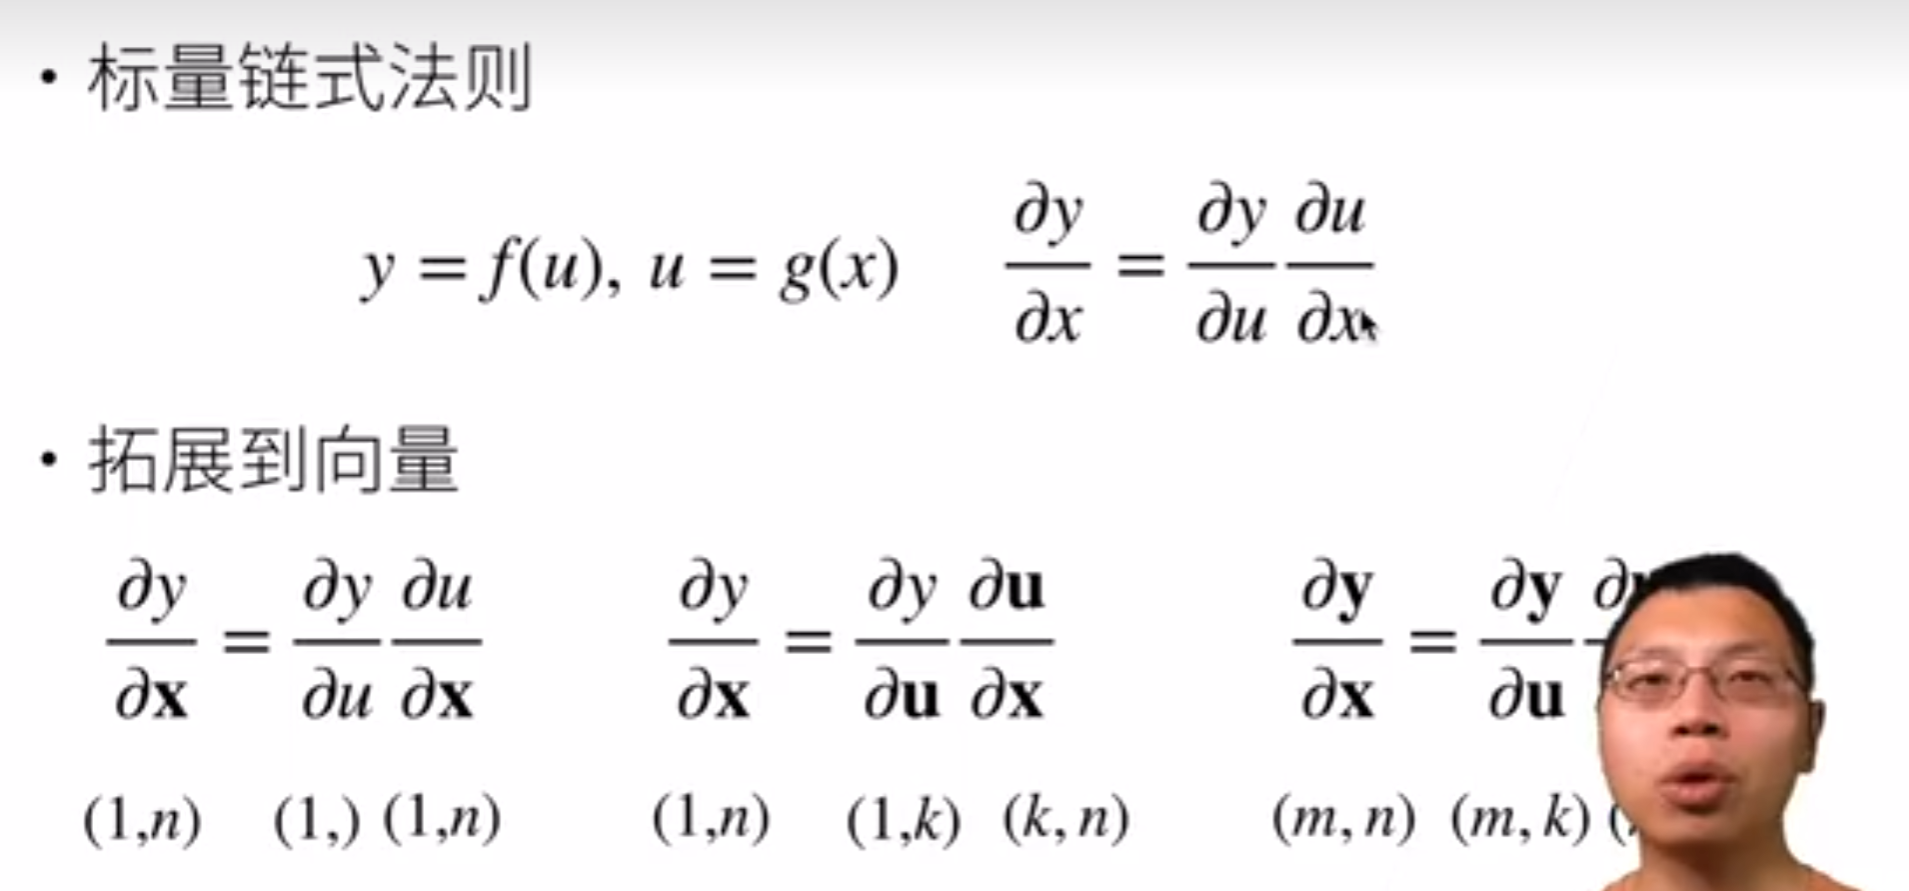 • 标量链式法则
y = f(u), u = g(x) ∂y/∂x = ∂y/∂u ∂u/∂x
• 拓展到向量
∂y/∂𝐱 = ∂y/∂u ∂u/∂𝐱 ∂y/∂𝐱 = ∂y/∂𝐮 ∂𝐮/∂𝐱 ∂𝐲/∂𝐱 = ∂𝐲/∂𝐮 ∂
(1,n) (1,) (1,n) (1,n) (1,k) (k, n) (m, n) (m, k) (